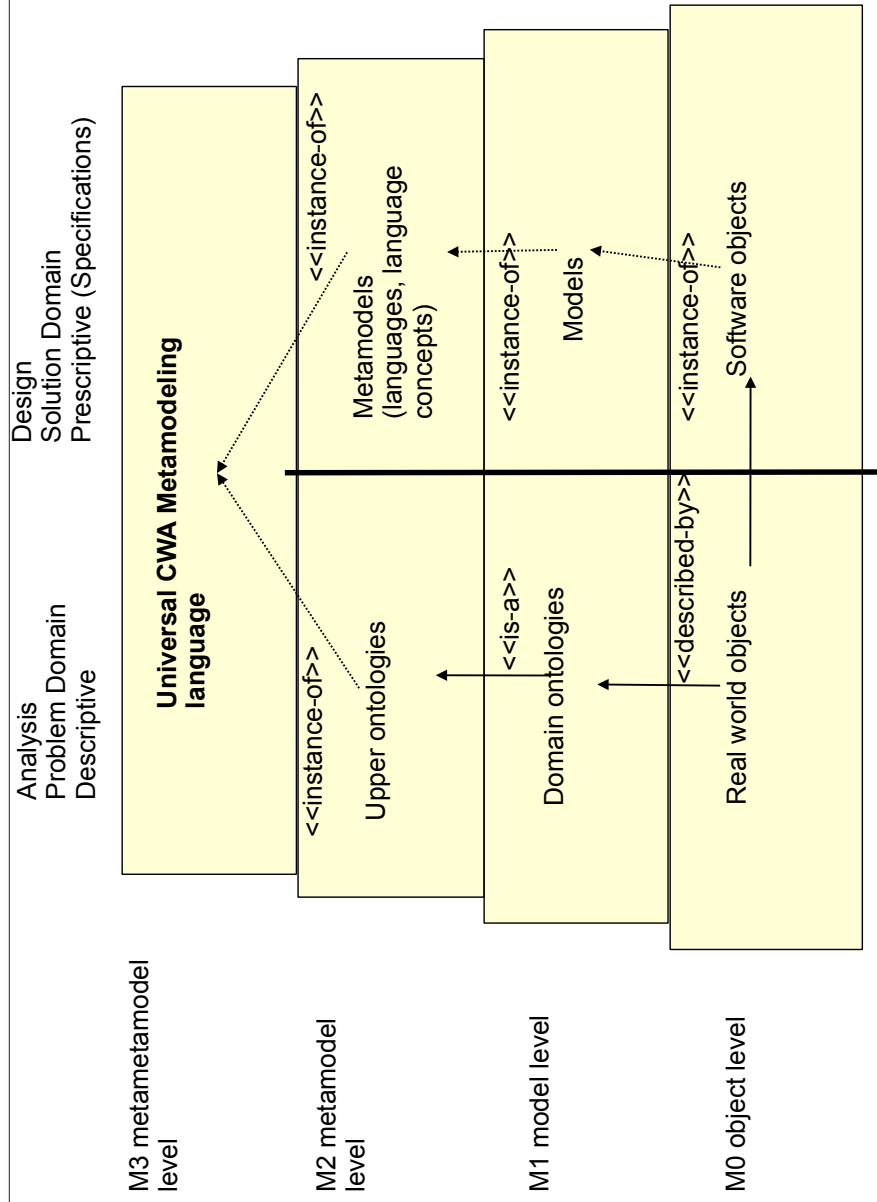 Analysis
Problem Domain
Descriptive
Design
Solution Domain
Prescriptive (Specifications)
M3 metametamodel
level
Universal CWA Metamodeling
language
M2 metamodel
level
<<instance-of>>
<<instance-of>>
Upper ontologies
Metamodels
(languages, language
concepts)
M1 model level
<<is-a>>
<<instance-of>>
Domain ontologies
Models
M0 object level
<<described-by>>
<<instance-of>>
Real world objects
Software objects